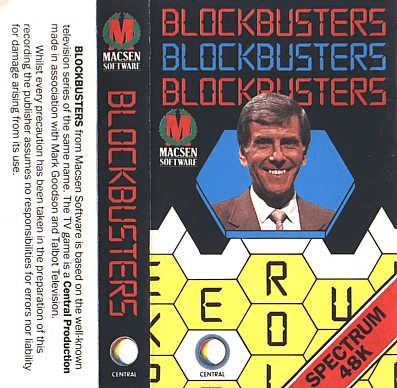 BLOCKBUSTERS from Macsen Software is based on the well-known
television series of the same name. The TV game is a Central Production
made in association with Mark Goodson and Talbot Television.
Whilst every precaution has been taken in the preparation of this
recording the publisher assumes no responsibilities for errors nor liability
for damage arising from its use.
M
MACSEN
SOFTWARE
BLOCKBUSTERS
CENTRAL
BLOCKBUSTERS
BLOCKBUSTERS
BLOCKBUSTERS
M
MACSEN
SOFTWARE
E
R
U
E
O
K
P
I
CENTRAL
SPECTRUM
48K